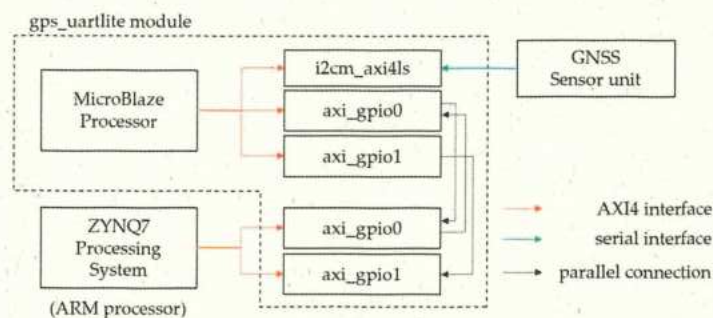 gps_uartlite module
i2cm_axi4ls
GNSS
Sensor unit
MicroBlaze
Processor
axi_gpio0
axi_gpio1
ZYNQ7
Processing
System
(ARM processor)
axi_gpio0
axi_gpio1
AXI4 interface
serial interface
parallel connection